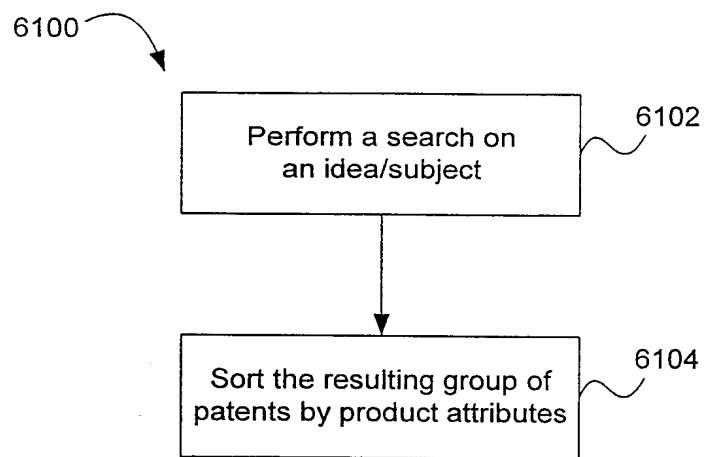 6100
6102
Perform a search on
an idea/subject
6104
Sort the resulting group of
patents by product attributes